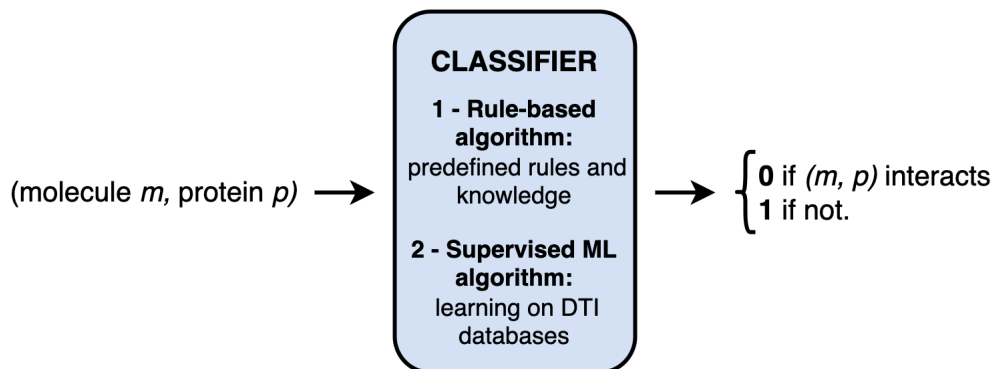 (molecule m, protein p)
CLASSIFIER
1 - Rule-based
algorithm:
predefined rules and
knowledge
2 - Supervised ML
algorithm:
learning on DTI
databases
0 if (m, p) interacts
1 if not.